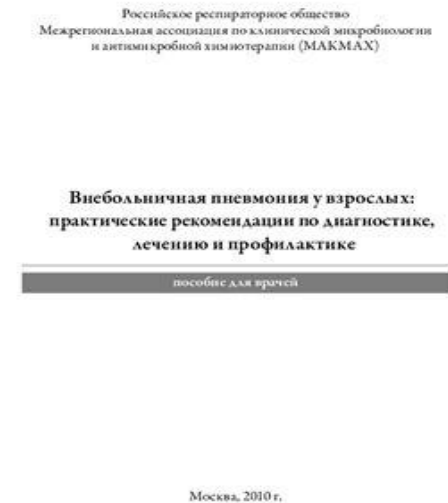 Российское респираторное общество
Межрегиональная ассоциация по клинической микробиологии
и антимикробной химиотерапии (МАКМАХ)
Внебольничная пневмония у взрослых:
практические рекомендации по диагностике,
лечению и профилактике
пособие для врачей
Москва, 2010 г.